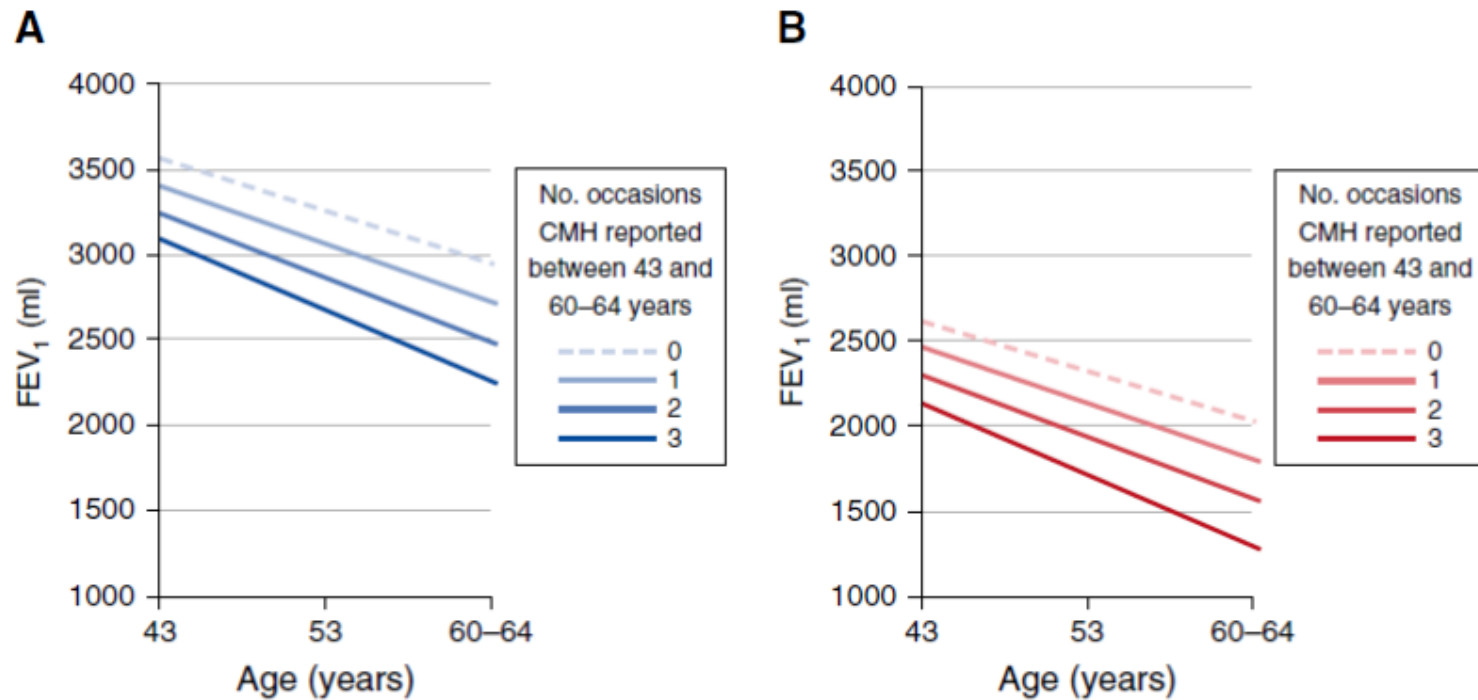 A
4000
3500
3000
2500
2000
1500
1000
FEV1 (ml)
43
53
60–64
Age (years)
No. occasions
CMH reported
between 43 and
60–64 years
0
1
2
3
B
4000
3500
3000
2500
2000
1500
1000
FEV1 (ml)
43
53
60–64
Age (years)
No. occasions
CMH reported
between 43 and
60–64 years
0
1
2
3